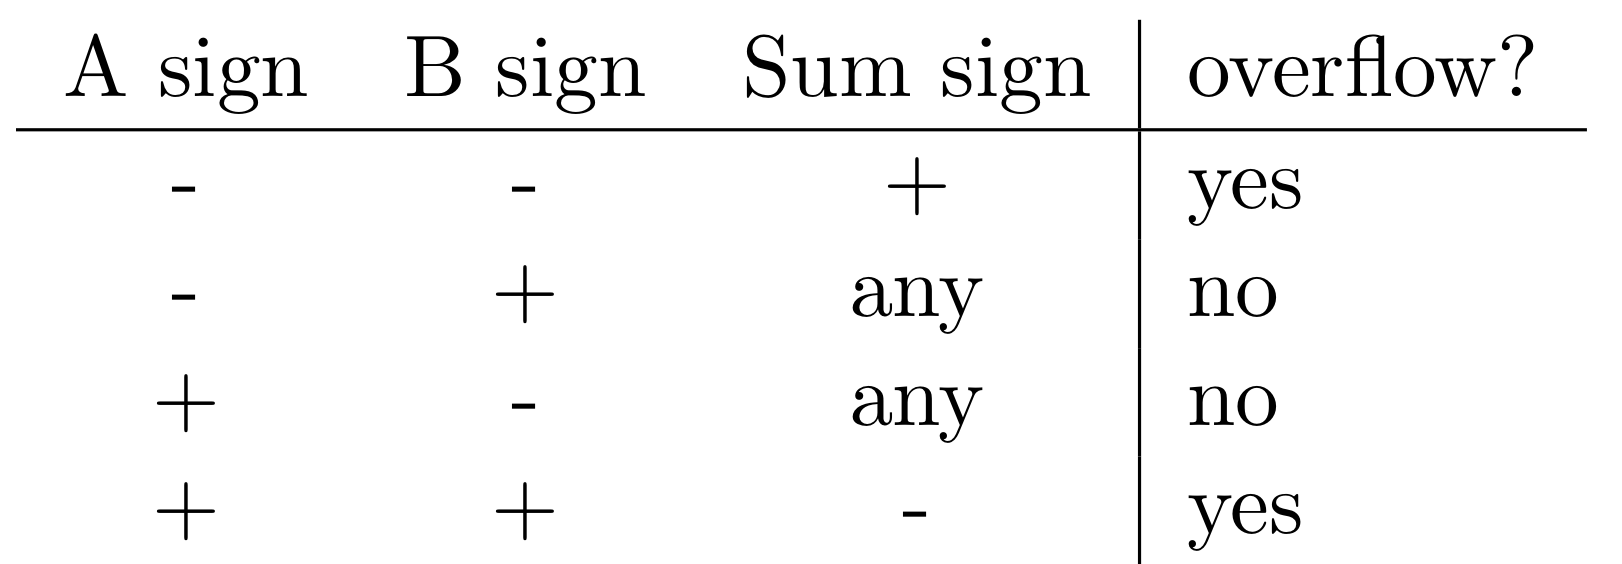 A sign B sign Sum sign overflow?
- - + yes
- + any no
+ - any no
+ + - yes